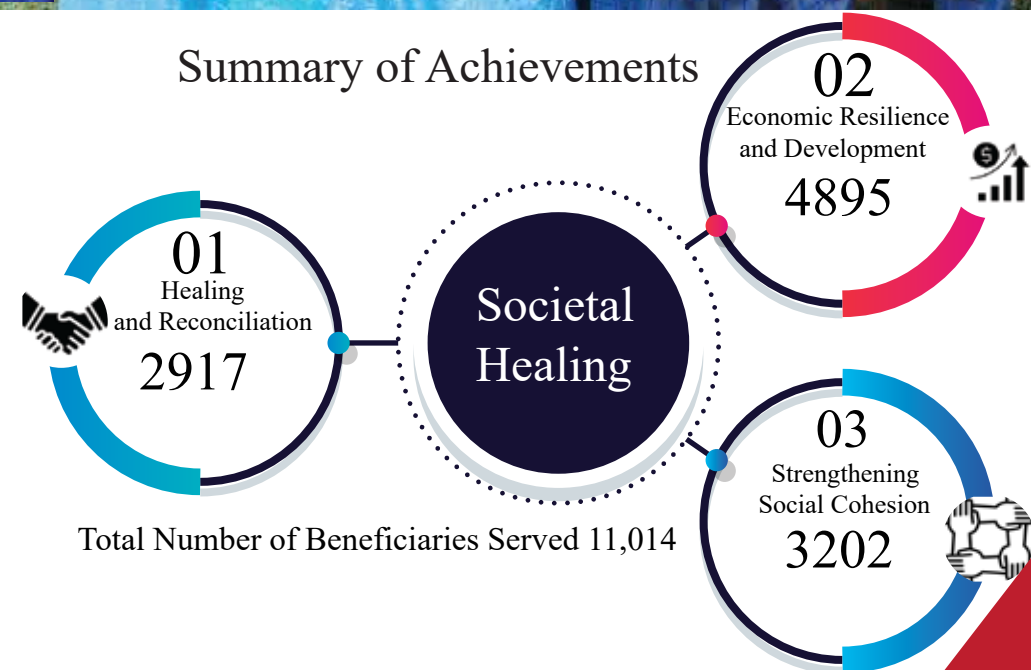 Summary of Achievements
01
Healing
and Reconciliation
2917
Societal
Healing
02
Economic Resilience
and Development
4895
03
Strengthening
Social Cohesion
3202
Total Number of Beneficiaries Served 11,014